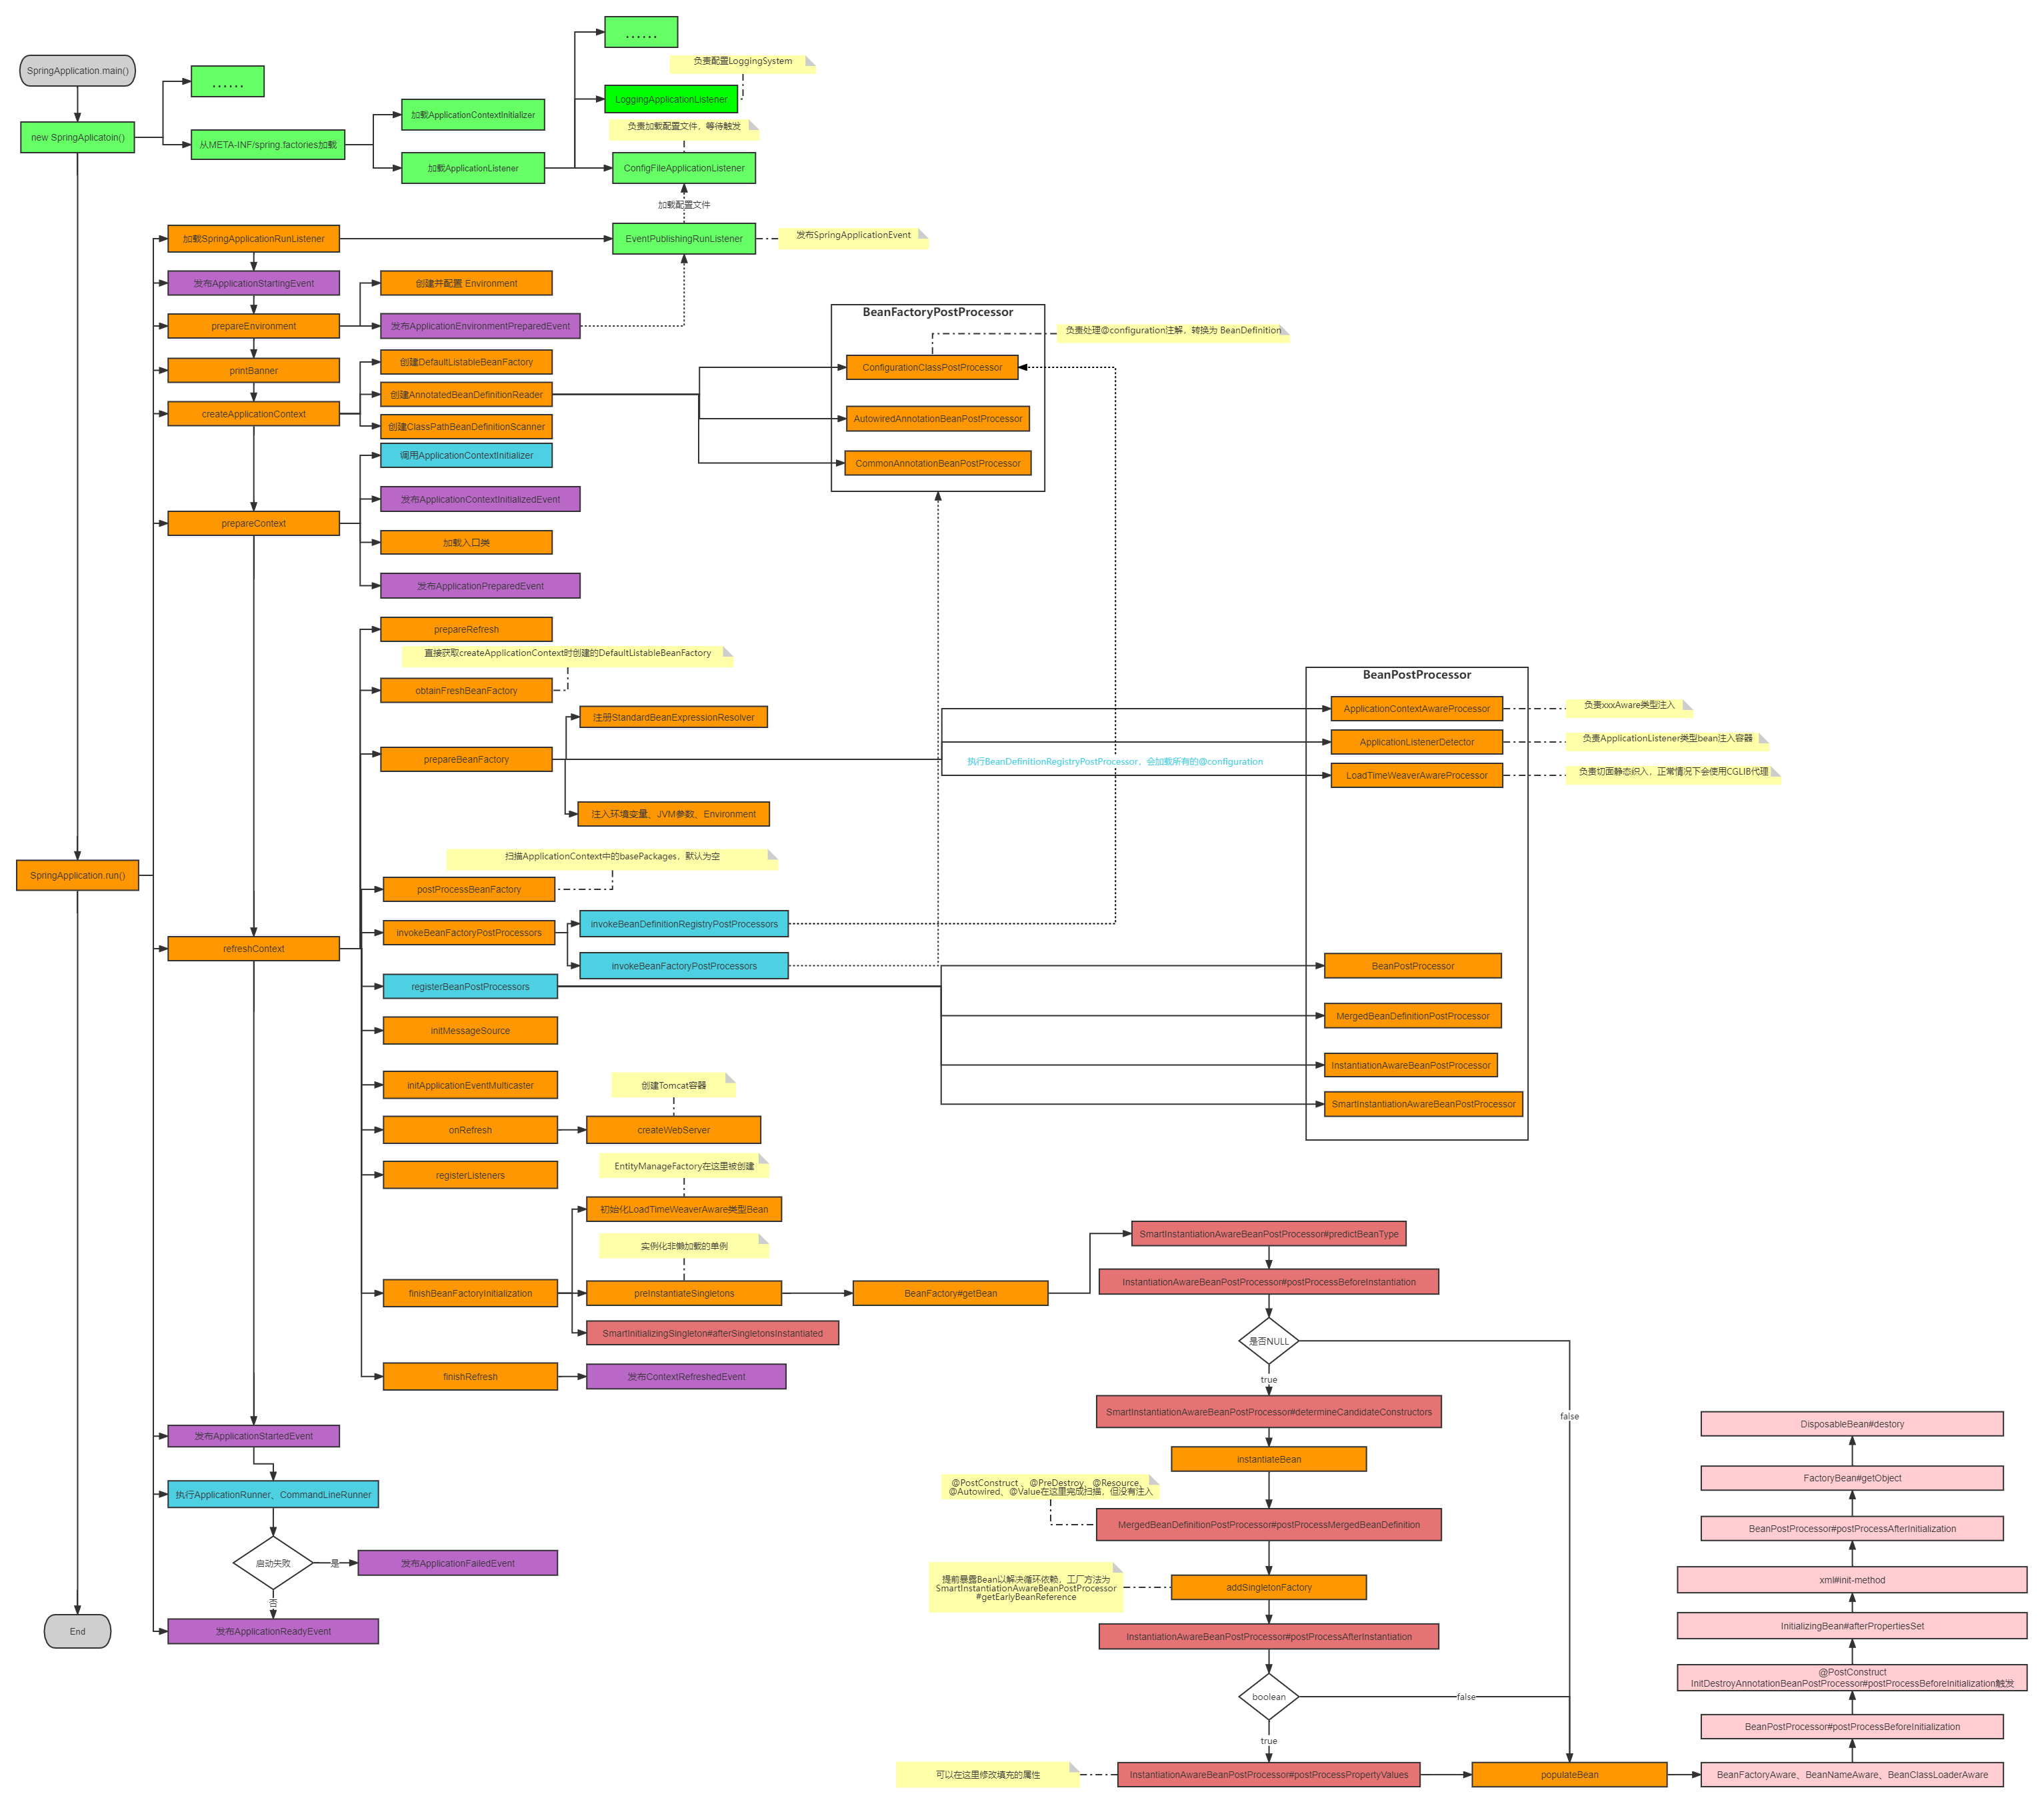 SpringApplication.main()
......
......
负责配置LoggingSystem
LoggingApplicationListener
加载ApplicationContextInitializer
new SpringAplicatoin()
从META-INF/spring.factories加载
负责加载配置文件，等待触发
加载ApplicationListener
ConfigFileApplicationListener
加载配置文件
加载SpringApplicationRunListener
EventPublishingRunListener
发布SpringApplicationEvent
发布ApplicationStartingEvent
创建并配置 Environment
prepareEnvironment
发布ApplicationEnvironmentPreparedEvent
BeanFactoryPostProcessor
负责处理@configuration注解，转换为 BeanDefinition
printBanner
创建DefaultListableBeanFactory
ConfigurationClassPostProcessor
创建AnnotatedBeanDefinitionReader
createApplicationContext
创建ClassPathBeanDefinitionScanner
AutowiredAnnotationBeanPostProcessor
调用ApplicationContextInitializer
CommonAnnotationBeanPostProcessor
发布ApplicationContextInitializedEvent
prepareContext
加载入口类
发布ApplicationPreparedEvent
prepareRefresh
直接获取createApplicationContext时创建的DefaultListableBeanFactory
obtainFreshBeanFactory
BeanPostProcessor
注册StandardBeanExpressionResolver
ApplicationContextAwareProcessor
负责xxxAware类型注入
ApplicationListenerDetector
负责ApplicationListener类型bean注入容器
prepareBeanFactory
执行BeanDefinitionRegistryPostProcessor，会加载所有的@configuration
LoadTimeWeaverAwareProcessor
负责切面静态织入，正常情况下会使用CGLIB代理
注入环境变量、JVM参数、Environment
扫描ApplicationContext中的basePackages，默认为空
SpringApplication.run()
postProcessBeanFactory
invokeBeanDefinitionRegistryPostProcessors
invokeBeanFactoryPostProcessors
refreshContext
invokeBeanFactoryPostProcessors
BeanPostProcessor
registerBeanPostProcessors
MergedBeanDefinitionPostProcessor
initMessageSource
InstantiationAwareBeanPostProcessor
initApplicationEventMulticaster
创建Tomcat容器
SmartInstantiationAwareBeanPostProcessor
onRefresh
createWebServer
EntityManageFactory在这里被创建
registerListeners
初始化LoadTimeWeaverAware类型Bean
SmartInstantiationAwareBeanPostProcessor#predictBeanType
实例化非懒加载的单例
InstantiationAwareBeanPostProcessor#postProcessBeforeInstantiation
finishBeanFactoryInitialization
preInstantiateSingletons
BeanFactory#getBean
SmartInitializingSingleton#afterSingletonsInstantiated
是否NULL
finishRefresh
发布ContextRefreshedEvent
true
SmartInstantiationAwareBeanPostProcessor#determineCandidateConstructors
false
DisposableBean#destory
发布ApplicationStartedEvent
instantiateBean
FactoryBean#getObject
@PostConstruct 、@PreDestroy、@Resource、
@Autowired、@Value在这里完成扫描，但没有注入
执行ApplicationRunner、CommandLineRunner
MergedBeanDefinitionPostProcessor#postProcessMergedBeanDefinition
BeanPostProcessor#postProcessAfterInitialization
启动失败
是
发布ApplicationFailedEvent
提前暴露Bean以解决循环依赖，工厂方法为
SmartInstantiationAwareBeanPostProcessor
#getEarlyBeanReference
addSingletonFactory
xml#init-method
否
End
发布ApplicationReadyEvent
InstantiationAwareBeanPostProcessor#postProcessAfterInstantiation
InitializingBean#afterPropertiesSet
@PostConstruct
InitDestroyAnnotationBeanPostProcessor#postProcessBeforeInitialization触发
boolean
false
BeanPostProcessor#postProcessBeforeInitialization
true
可以在这里修改填充的属性
InstantiationAwareBeanPostProcessor#postProcessPropertyValues
populateBean
BeanFactoryAware、BeanNameAware、BeanClassLoaderAware